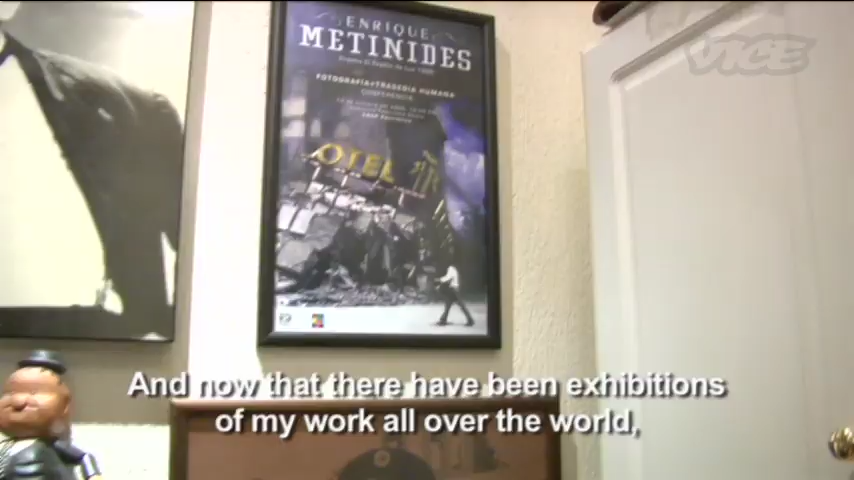 VICE
ENRIQUE
METINIDES
FOTOGRAFÍA Y TRAGEDIA HUMANA
CONFERENCIA
OTEL
And now that there have been exhibitions
of my work all over the world,